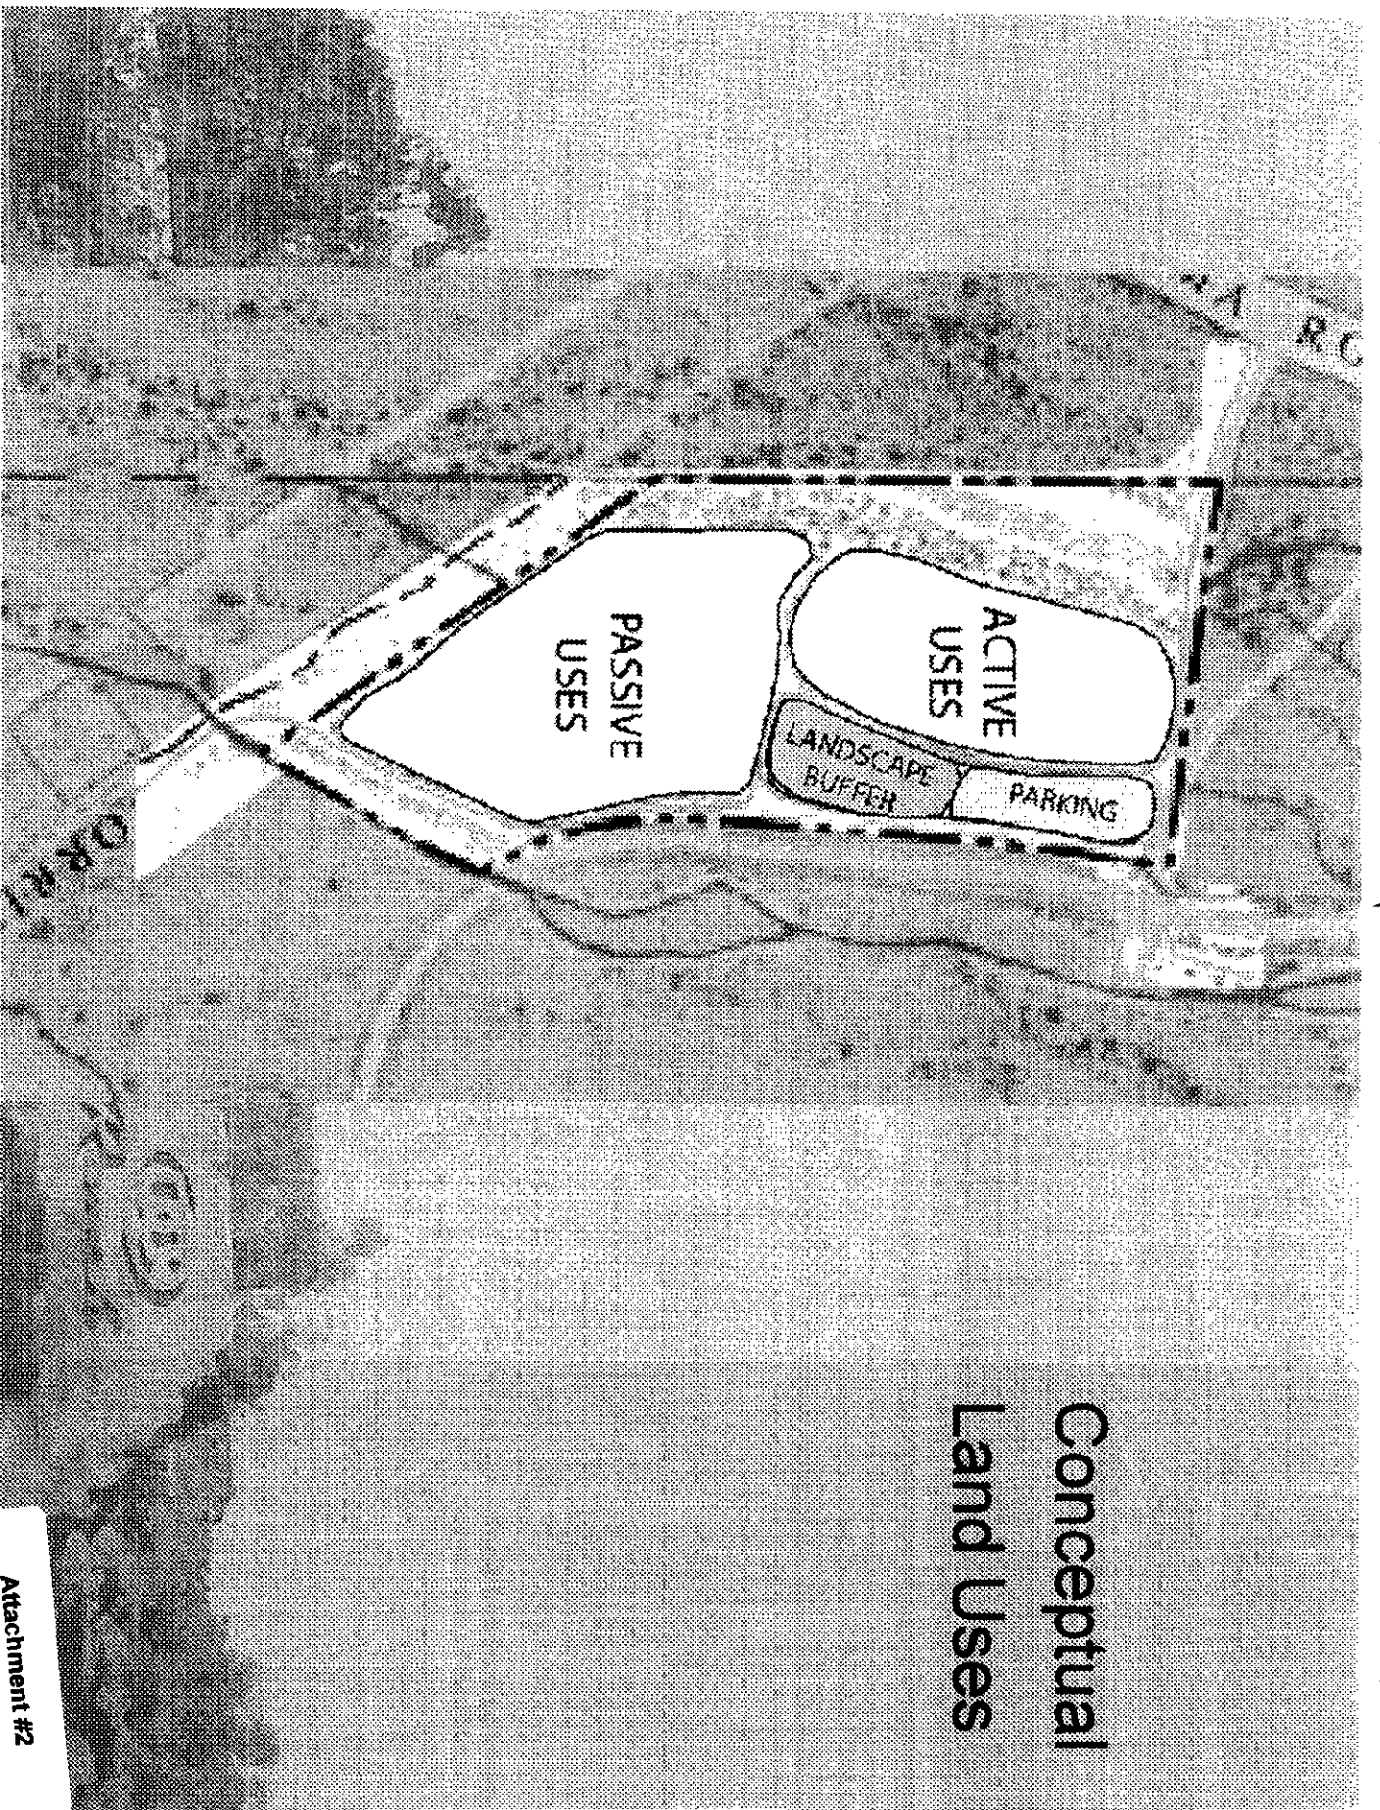 Conceptual
Land Uses
ACTIVE
USES
PARKING
LANDSCAPE
BUFFER
PASSIVE
USES
Attachment #2